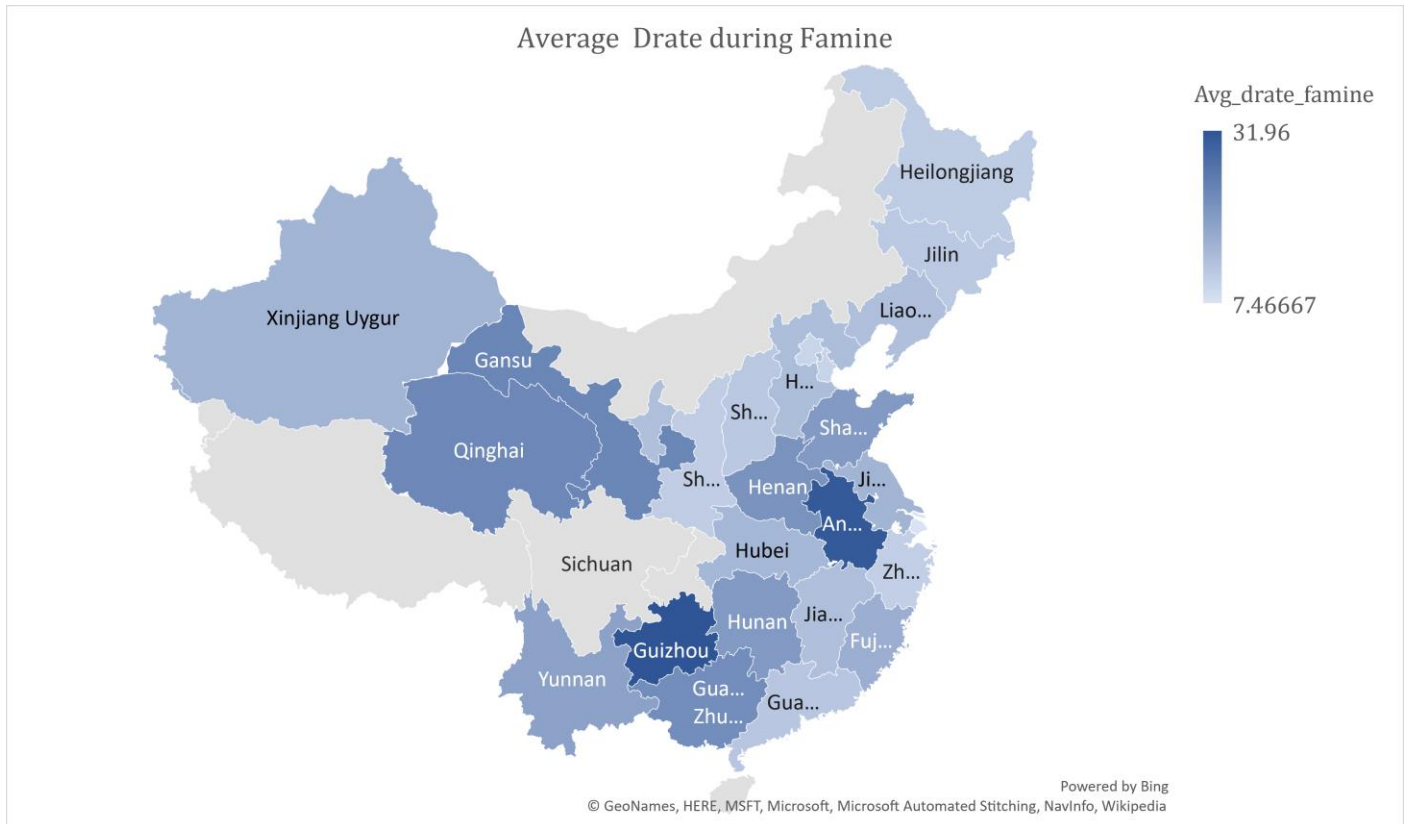 Average Drate during Famine
Avg_drate_famine
31.96
7.46667
Heilongjiang
Jilin
Liao...
Xinjiang Uygur
Gansu
H...
Sh...
Sha...
Qinghai
Sh...
Henan
Ji...
An...
Hubei
Sichuan
Zh...
Hunan
Jia...
Fuj...
Guizhou
Yunnan
Gua...
Zhu...
Gua...
Powered by Bing
© GeoNames, HERE, MSFT, Microsoft, Microsoft Automated Stitching, NavInfo, Wikipedia